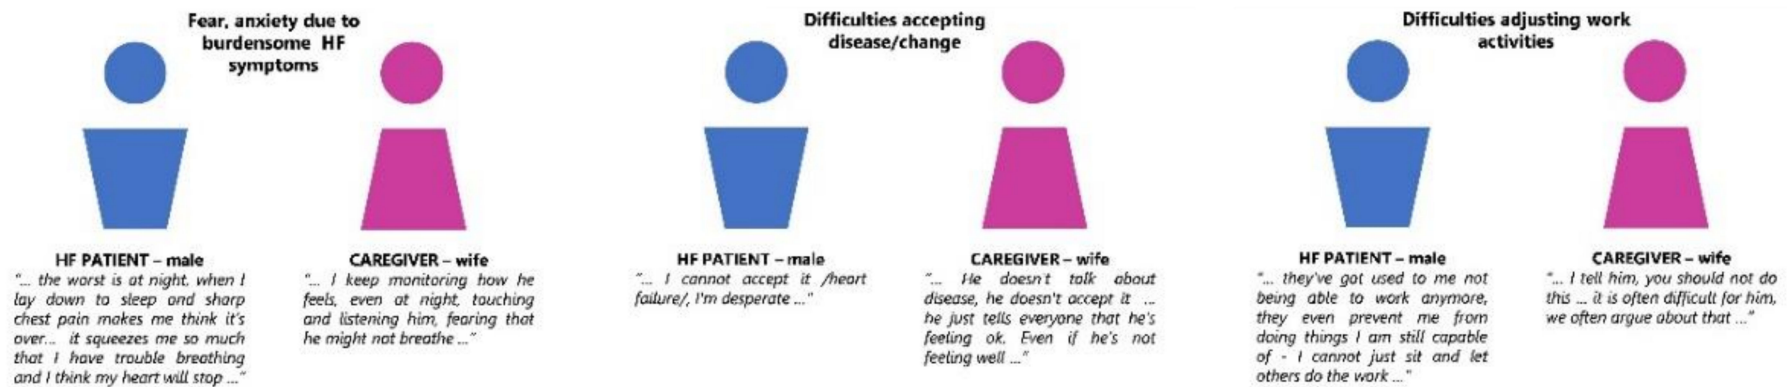 Fear, anxiety due to
burdensome HF
symptoms
HF PATIENT – male
"... the worst is at night, when I
lay down to sleep and sharp
chest pain makes me think it's
over... it squeezes me so much
that I have trouble breathing
and I think my heart will stop ..."
CAREGIVER – wife
"... I keep monitoring how he
feels, even at night, touching
and listening him, fearing that
he might not breathe ..."
Difficulties accepting
disease/change
HF PATIENT – male
"... I cannot accept it /heart
failure/, I'm desperate ..."
CAREGIVER – wife
"... He doesn't talk about
disease, he doesn't accept it ...
he just tells everyone that he's
feeling ok. Even if he's not
feeling well ..."
Difficulties adjusting work
activities
HF PATIENT – male
"... they've got used to me not
being able to work anymore,
they even prevent me from
doing things I am still capable
of - I cannot just sit and let
others do the work ..."
CAREGIVER – wife
"... I tell him, you should not do
this ... it is often difficult for him,
we often argue about that ..."